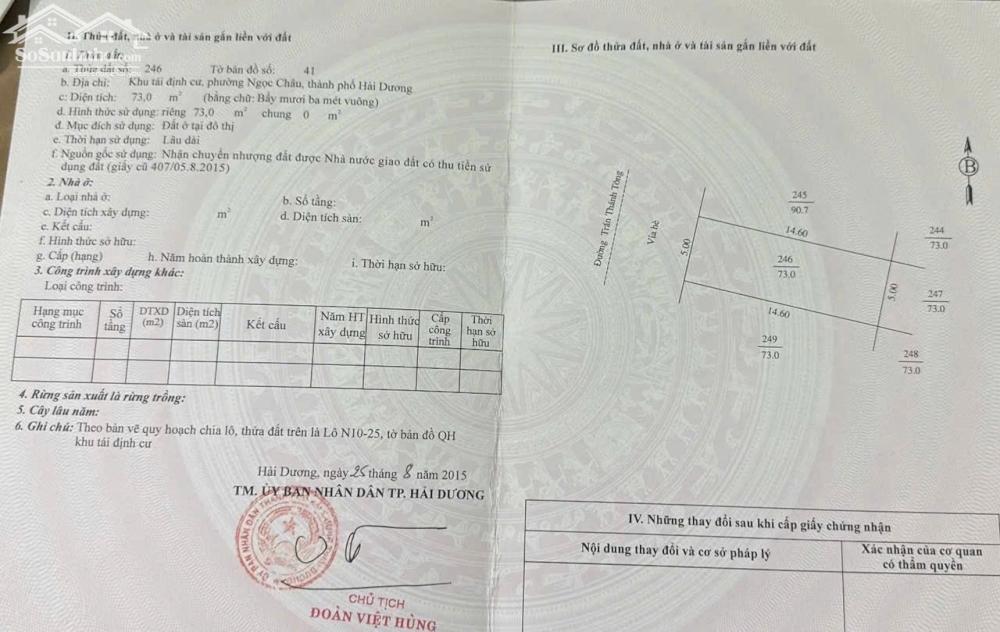 II. Thửa đất, nhà ở và tài sản gắn liền với đất
1. Thửa đất:
a. Thửa đất số: 246 Tờ bản đồ số: 41
b. Địa chỉ: Khu tái định cư, phường Ngọc Châu, thành phố Hải Dương
c: Diện tích: 73,0 m² (bằng chữ: Bẩy mươi ba mét vuông)
d. Hình thức sử dụng: riêng 73,0 m² chung 0 m²
đ. Mục đích sử dụng: Đất ở tại đô thị
e. Thời hạn sử dụng: Lâu dài
f. Nguồn gốc sử dụng: Nhận chuyển nhượng đất được Nhà nước giao đất có thu tiền sử
dụng đất (giấy cũ 407/05.8.2015)
2. Nhà ở:
a. Loại nhà ở: b. Số tầng:
c. Diện tích xây dựng: m² d. Diện tích sàn: m²
e. Kết cấu:
f. Hình thức sở hữu:
g. Cấp (hạng) h. Năm hoàn thành xây dựng: i. Thời hạn sở hữu:
3. Công trình xây dựng khác:
Loại công trình:
Hạng mục công trình
Số tầng
DTXD (m2)
Diện tích sàn (m2)
Kết cấu
Năm HT xây dựng
Hình thức sở hữu
Cấp công trình
Thời hạn sở hữu
4. Rừng sản xuất là rừng trồng:
5. Cây lâu năm:
6. Ghi chú: Theo bản vẽ quy hoạch chia lô, thửa đất trên là Lô N10-25, tờ bản đồ QH
khu tái định cư
Hải Dương, ngày 25 tháng 8 năm 2015
TM. ỦY BAN NHÂN DÂN TP. HẢI DƯƠNG
CHỦ TỊCH
ĐOÀN VIỆT HÙNG
III. Sơ đồ thửa đất, nhà ở và tài sản gắn liền với đất
B
Đường Trần Thánh Tông
Vỉa hè
5.00
245
90.7
14.60
244
73.0
246
73.0
5.00
247
73.0
14.60
249
73.0
248
73.0
IV. Những thay đổi sau khi cấp giấy chứng nhận
Nội dung thay đổi và cơ sở pháp lý
Xác nhận của cơ quan
có thẩm quyền